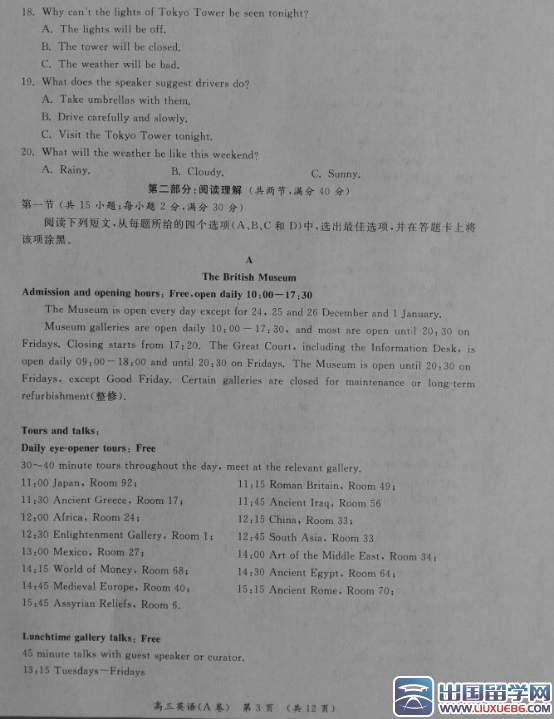 18. Why can't the lights of Tokyo Tower be seen tonight?
A. The lights will be off.
B. The tower will be closed.
C. The weather will be bad.
19. What does the speaker suggest drivers do?
A. Take umbrellas with them.
B. Drive carefully and slowly.
C. Visit the Tokyo Tower tonight.
20. What will the weather be like this weekend?
A. Rainy. B. Cloudy. C. Sunny.
第二部分:阅读理解 (共两节,满分 40 分)
第一节 (共 15 小题;每小题 2 分,满分 30 分)
阅读下列短文,从每题所给的四个选项(A、B、C 和 D)中,选出最佳选项,并在答题卡上将
该项涂黑。
A
The British Museum
Admission and opening hours: Free,open daily 10:00—17:30
The Museum is open every day except for 24, 25 and 26 December and 1 January.
Museum galleries are open daily 10:00-17:30, and most are open until 20:30 on
Fridays. Closing starts from 17:20. The Great Court, including the Information Desk, is
open daily 09:00-18:00 and until 20:30 on Fridays. The Museum is open until 20:30 on
Fridays, except Good Friday. Certain galleries are closed for maintenance or long-term
refurbishment(整修).
Tours and talks:
Daily eye-opener tours: Free
30~40 minute tours throughout the day, meet at the relevant gallery.
11:00 Japan, Room 92; 11:15 Roman Britain, Room 49;
11:30 Ancient Greece, Room 17; 11:45 Ancient Iraq, Room 56
12:00 Africa, Room 24; 12:15 China, Room 33;
12:30 Enlightenment Gallery, Room 1; 12:45 South Asia, Room 33
13:00 Mexico, Room 27; 14:00 Art of the Middle East, Room 34;
14:15 World of Money, Room 68; 14:30 Ancient Egypt, Room 64;
14:45 Medieval Europe, Room 40; 15:15 Ancient Rome, Room 70;
15:45 Assyrian Reliefs, Room 6.
Lunchtime gallery talks: Free
45 minute talks with guest speaker or curator.
13:15 Tuesdays—Fridays
高三英语(A 卷) 第 3 页 (共 12 页)
出国留学网
www.liuxue86.com